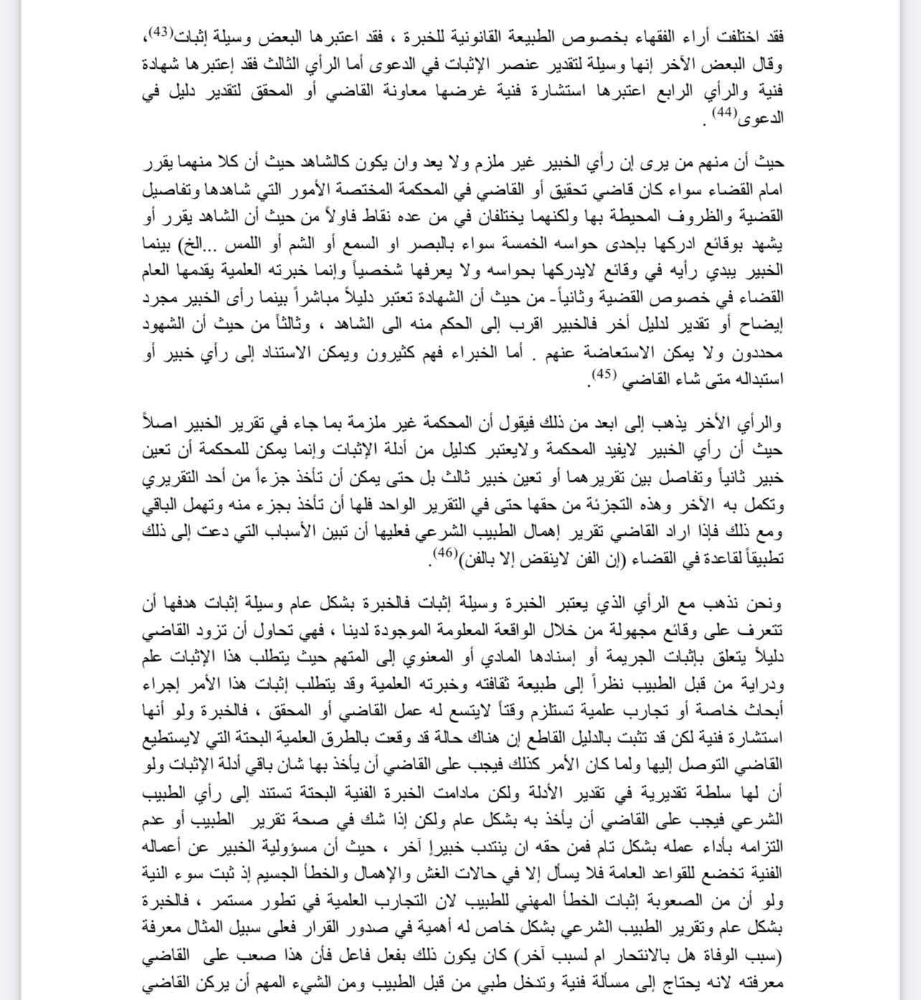 فقد اختلفت أراء الفقهاء بخصوص الطبيعة القانونية للخبرة ، فقد اعتبرها البعض وسيلة إثبات(43)،
وقال البعض الآخر إنها وسيلة لتقدير عنصر الإثبات في الدعوى أما الرأي الثالث فقد إعتبرها شهادة
فنية والرأي الرابع اعتبرها استشارة فنية غرضها معاونة القاضي أو المحقق لتقدير دليل في
الدعوى(44) .
حيث أن منهم من يرى إن رأي الخبير غير ملزم ولا يعد وان يكون كالشاهد حيث أن كلا منهما يقرر
امام القضاء سواء كان قاضي تحقيق أو القاضي في المحكمة المختصة الأمور التي شاهدها وتفاصيل
القضية والظروف المحيطة بها ولكنهما يختلفان في من عده نقاط فاولاً من حيث أن الشاهد يقرر أو
يشهد بوقائع ادركها بإحدى حواسه الخمسة سواء بالبصر او السمع أو الشم أو اللمس ...الخ) بينما
الخبير يبدي رأيه في وقائع لايدركها بحواسه ولا يعرفها شخصياً وإنما خبرته العلمية يقدمها العام
القضاء في خصوص القضية وثانياً- من حيث أن الشهادة تعتبر دليلاً مباشراً بينما رأى الخبير مجرد
إيضاح أو تقدير لدليل أخر فالخبير اقرب إلى الحكم منه الى الشاهد ، وثالثاً من حيث أن الشهود
محددون ولا يمكن الاستعاضة عنهم . أما الخبراء فهم كثيرون ويمكن الاستناد إلى رأي خبير أو
استبداله متى شاء القاضي (45).
والرأي الأخر يذهب إلى ابعد من ذلك فيقول أن المحكمة غير ملزمة بما جاء في تقرير الخبير اصلاً
حيث أن رأي الخبير لايفيد المحكمة ولايعتبر كدليل من أدلة الإثبات وإنما يمكن للمحكمة أن تعين
خبير ثانياً وتفاصل بين تقريرهما أو تعين خبير ثالث بل حتى يمكن أن تأخذ جزءاً من أحد التقريري
وتكمل به الآخر وهذه التجزئة من حقها حتى في التقرير الواحد فلها أن تأخذ بجزء منه وتهمل الباقي
ومع ذلك فإذا اراد القاضي تقرير إهمال الطبيب الشرعي فعليها أن تبين الأسباب التي دعت إلى ذلك
تطبيقاً لقاعدة في القضاء (إن الفن لاينقض إلا بالفن)(46).
ونحن نذهب مع الرأي الذي يعتبر الخبرة وسيلة إثبات فالخبرة بشكل عام وسيلة إثبات هدفها أن
تتعرف على وقائع مجهولة من خلال الواقعة المعلومة الموجودة لدينا ، فهي تحاول أن تزود القاضي
دليلاً يتعلق بإثبات الجريمة أو إسنادها المادي أو المعنوي إلى المتهم حيث يتطلب هذا الإثبات علم
ودراية من قبل الطبيب نظراً إلى طبيعة ثقافته وخبرته العلمية وقد يتطلب إثبات هذا الأمر إجراء
أبحاث خاصة أو تجارب علمية تستلزم وقتاً لايتسع له عمل القاضي أو المحقق ، فالخبرة ولو أنها
استشارة فنية لكن قد تثبت بالدليل القاطع إن هناك حالة قد وقعت بالطرق العلمية البحتة التي لايستطيع
القاضي التوصل إليها ولما كان الأمر كذلك فيجب على القاضي أن يأخذ بها شان باقي أدلة الإثبات ولو
أن لها سلطة تقديرية في تقدير الأدلة ولكن مادامت الخبرة الفنية البحتة تستند إلى رأي الطبيب
الشرعي فيجب على القاضي أن يأخذ به بشكل عام ولكن إذا شك في صحة تقرير الطبيب أو عدم
التزامه بأداء عمله بشكل تام فمن حقه ان ينتدب خبيراٍ آخر ، حيث أن مسؤولية الخبير عن أعماله
الفنية تخضع للقواعد العامة فلا يسأل إلا في حالات الغش والإهمال والخطأ الجسيم إذ ثبت سوء النية
ولو أن من الصعوبة إثبات الخطأ المهني للطبيب لان التجارب العلمية في تطور مستمر ، فالخبرة
بشكل عام وتقرير الطبيب الشرعي بشكل خاص له أهمية في صدور القرار فعلى سبيل المثال معرفة
(سبب الوفاة هل بالانتحار ام لسبب آخر) كان يكون ذلك بفعل فاعل فأن هذا صعب على القاضي
معرفته لانه يحتاج إلى مسألة فنية وتدخل طبي من قبل الطبيب ومن الشيء المهم أن يركن القاضي